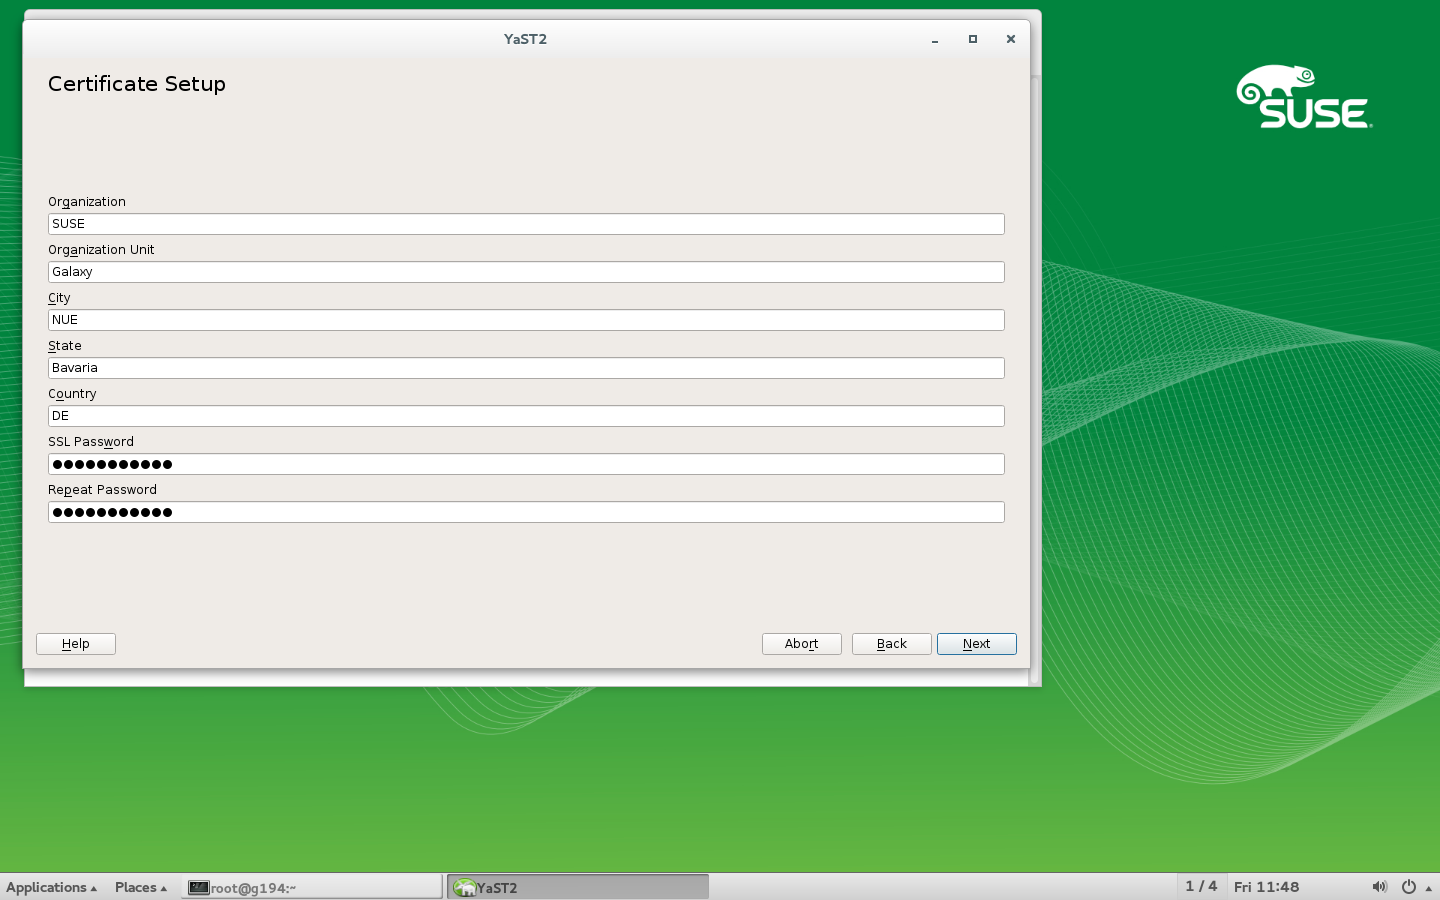 YaST2
Certificate Setup
SUSE
Organization
SUSE
Organization Unit
Galaxy
City
NUE
State
Bavaria
Country
DE
SSL Password
●●●●●●●●●●●
Repeat Password
●●●●●●●●●●●
Help Abort Back Next
Applications Places root@g194:~ YaST2 1 / 4 Fri 11:48